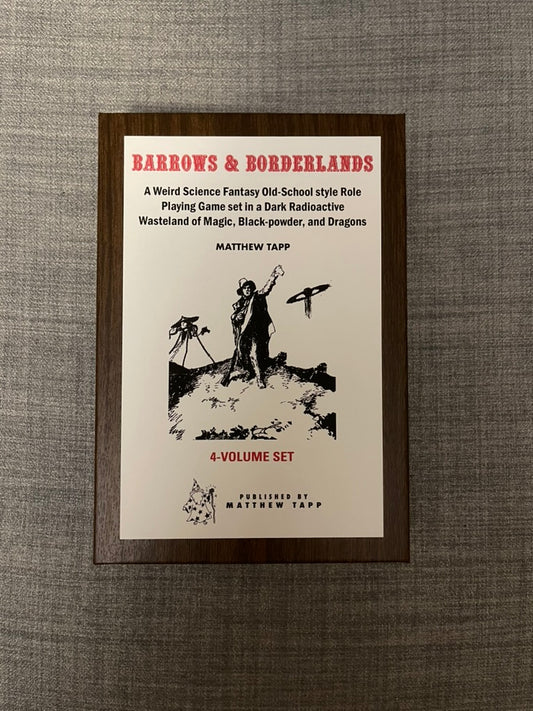 BARROWS & BORDERLANDS
A Weird Science Fantasy Old-School style Role
Playing Game set in a Dark Radioactive
Wasteland of Magic, Black-powder, and Dragons
MATTHEW TAPP
4-VOLUME SET
PUBLISHED BY
MATTHEW TAPP